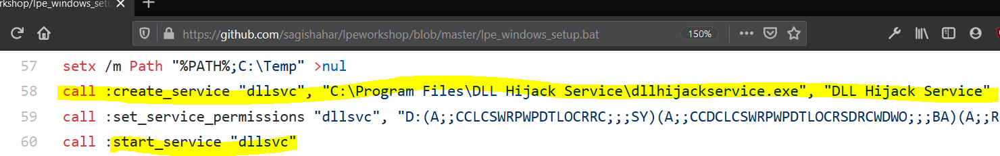 rkshop/lpe_windows_setu
https://github.com/sagishahar/lpeworkshop/blob/master/lpe_windows_setup.bat 150%
57 setx /m Path "%PATH%;C:\Temp" >nul
58 call :create_service "dllsvc", "C:\Program Files\DLL Hijack Service\dllhijackservice.exe", "DLL Hijack Service"
59 call :set_service_permissions "dllsvc", "D:(A;;CCLCSWRPWPDTLOCRRC;;;SY)(A;;CCDCLCSWRPWPDTLOCRSDRCWDWO;;;BA)(A;;R
60 call :start_service "dllsvc"